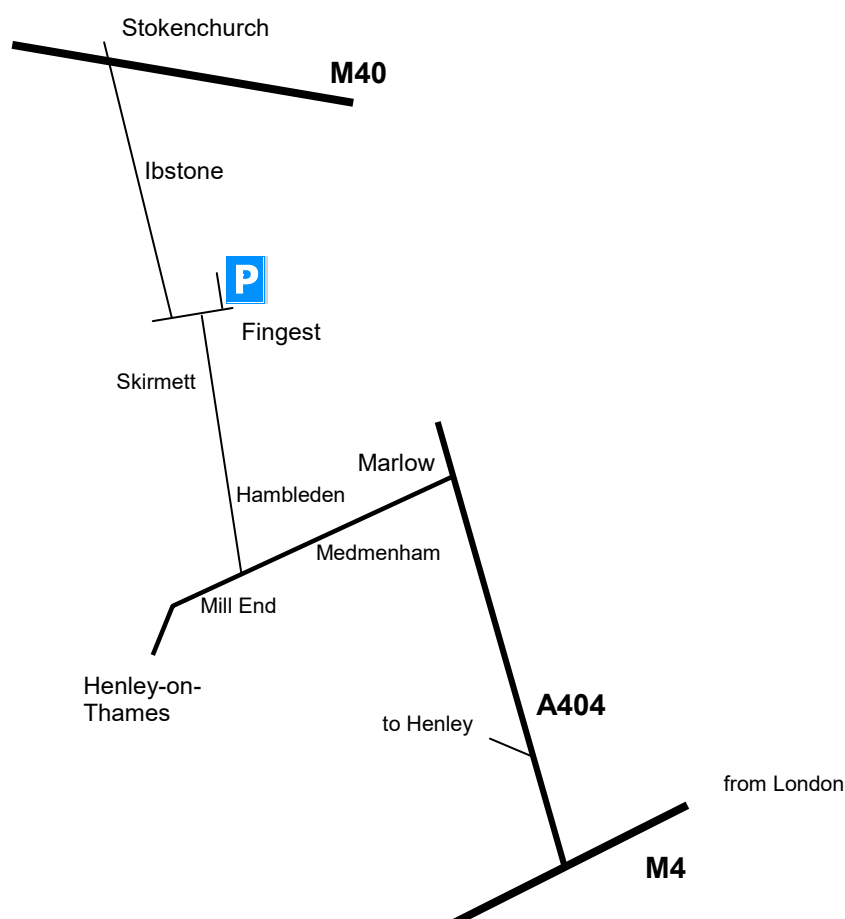 Stokenchurch
M40
Ibstone
P
Fingest
Skirmett
Marlow
Hambleden
Medmenham
Mill End
Henley-on-
Thames
A404
to Henley
from London
M4